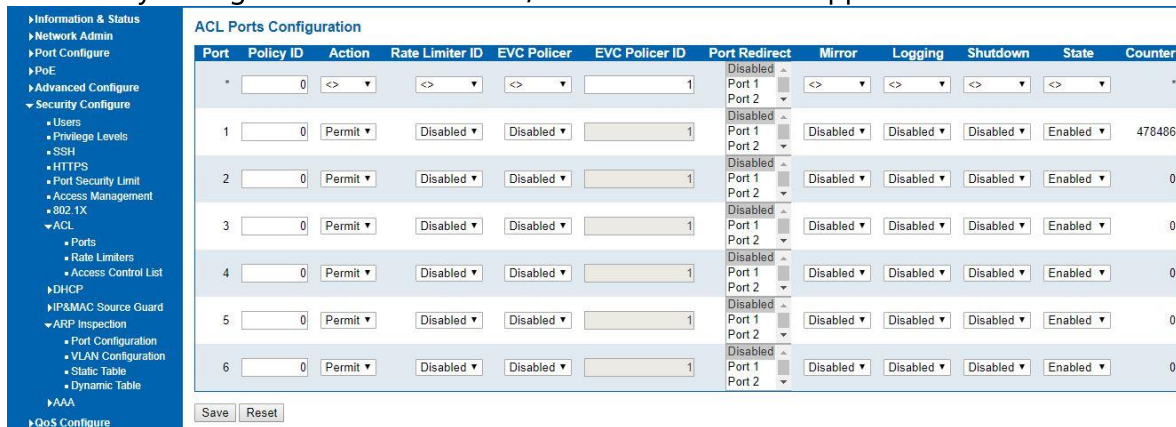 ▸Information & Status
▸Network Admin
▸Port Configure
▸PoE
▸Advanced Configure
▾Security Configure
▪ Users
▪ Privilege Levels
▪ SSH
▪ HTTPS
▪ Port Security Limit
▪ Access Management
▪ 802.1X
▾ACL
▪ Ports
▪ Rate Limiters
▪ Access Control List
▸DHCP
▸IP&MAC Source Guard
▾ARP Inspection
▪ Port Configuration
▪ VLAN Configuration
▪ Static Table
▪ Dynamic Table
▸AAA
▸QoS Configure
ACL Ports Configuration
Port Policy ID Action Rate Limiter ID EVC Policer EVC Policer ID Port Redirect Mirror Logging Shutdown State Counter
* 0 <> <> <> 1 Disabled Port 1 Port 2 <> <> <> <> *
1 0 Permit Disabled Disabled 1 Disabled Port 1 Port 2 Disabled Disabled Disabled Enabled 478486
2 0 Permit Disabled Disabled 1 Disabled Port 1 Port 2 Disabled Disabled Disabled Enabled 0
3 0 Permit Disabled Disabled 1 Disabled Port 1 Port 2 Disabled Disabled Disabled Enabled 0
4 0 Permit Disabled Disabled 1 Disabled Port 1 Port 2 Disabled Disabled Disabled Enabled 0
5 0 Permit Disabled Disabled 1 Disabled Port 1 Port 2 Disabled Disabled Disabled Enabled 0
6 0 Permit Disabled Disabled 1 Disabled Port 1 Port 2 Disabled Disabled Disabled Enabled 0
Save Reset